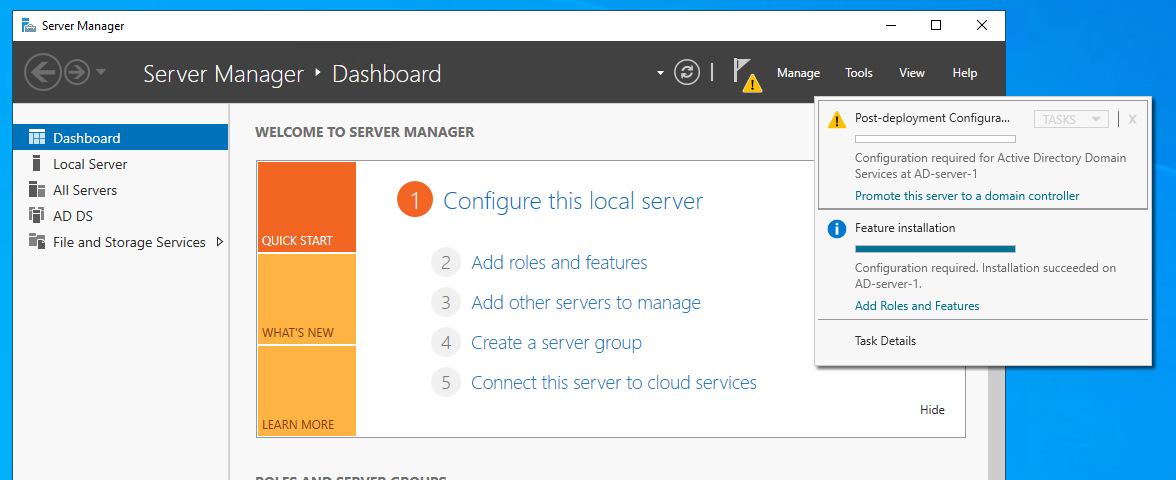 Server Manager
Server Manager ‣ Dashboard
Manage Tools View Help
Dashboard
Local Server
All Servers
AD DS
File and Storage Services
WELCOME TO SERVER MANAGER
QUICK START
WHAT'S NEW
LEARN MORE
1 Configure this local server
2 Add roles and features
3 Add other servers to manage
4 Create a server group
5 Connect this server to cloud services
Hide
ROLES AND SERVER GROUPS
Post-deployment Configura... TASKS X
Configuration required for Active Directory Domain
Services at AD-server-1
Promote this server to a domain controller
Feature installation
Configuration required. Installation succeeded on
AD-server-1.
Add Roles and Features
Task Details